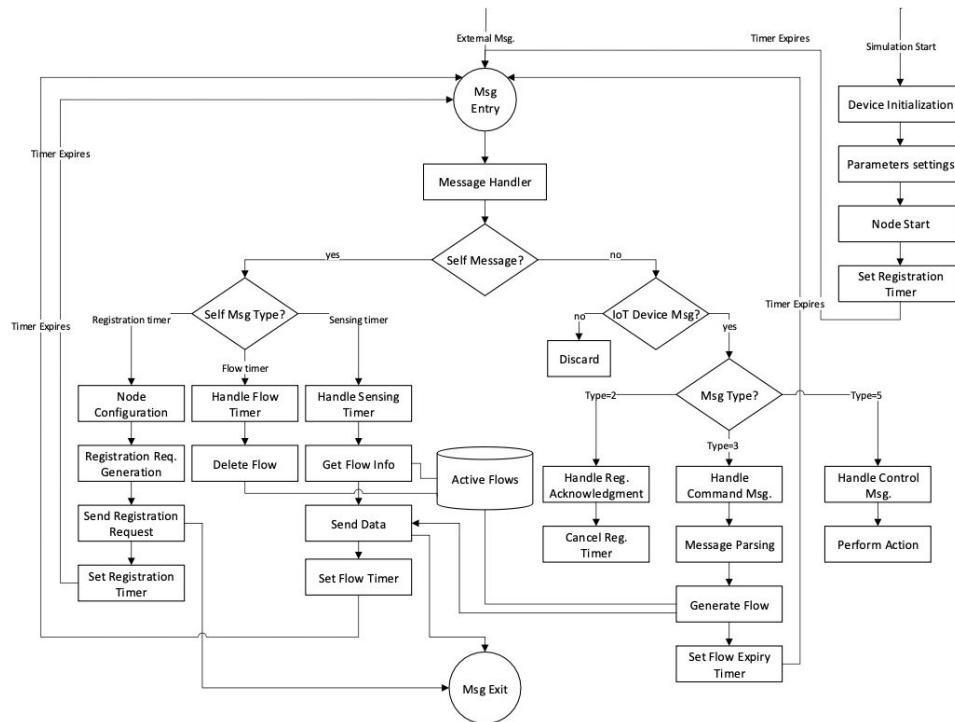 External Msg.
Timer Expires
Simulation Start
Msg
Entry
Device Initialization
Timer Expires
Parameters settings
Message Handler
Node Start
Self Message?
yes
no
Set Registration
Timer
Timer Expires
Timer Expires
Self Msg Type?
Registration timer
Sensing timer
IoT Device Msg?
no
yes
Discard
Flow timer
Node
Configuration
Handle Flow
Timer
Handle Sensing
Timer
Msg Type?
Type=2
Type=5
Type=3
Registration Req.
Generation
Delete Flow
Get Flow Info
Active Flows
Handle Reg.
Acknowledgment
Handle
Command Msg.
Handle Control
Msg.
Send Registration
Request
Send Data
Cancel Reg.
Timer
Message Parsing
Perform Action
Set Registration
Timer
Set Flow Timer
Generate Flow
Set Flow Expiry
Timer
Msg Exit